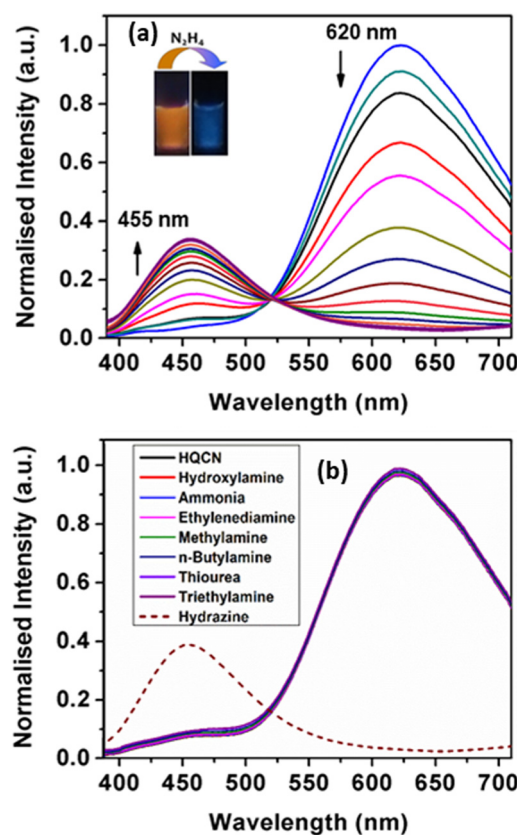 (a)
N₂H₄
620 nm
455 nm
Normalised Intensity (a.u.)
1.0
0.8
0.6
0.4
0.2
0.0
400 450 500 550 600 650 700
Wavelength (nm)
(b)
HQCN
Hydroxylamine
Ammonia
Ethylenediamine
Methylamine
n-Butylamine
Thiourea
Triethylamine
Hydrazine
Normalised Intensity (a.u.)
1.0
0.8
0.6
0.4
0.2
0.0
400 450 500 550 600 650 700
Wavelength (nm)